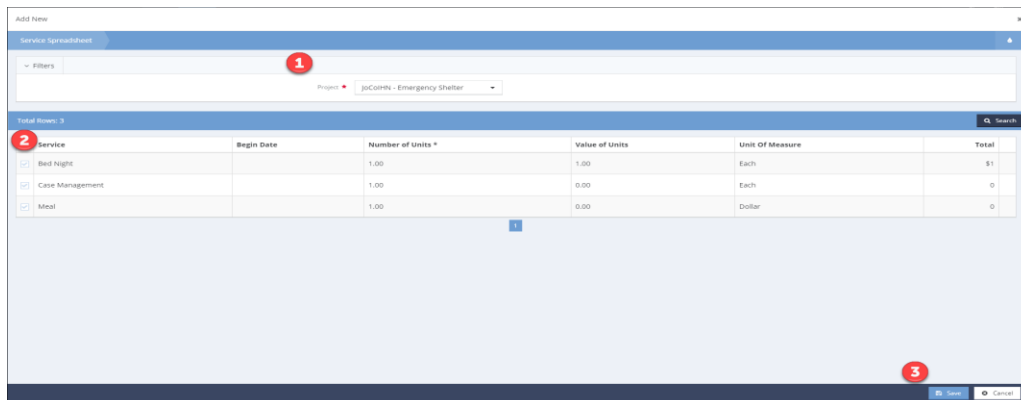 Add New
Service Spreadsheet
Filters
1
Project * JoCoIHN - Emergency Shelter
Total Rows: 3 Search
2
Service Begin Date Number of Units * Value of Units Unit Of Measure Total
Bed Night 1.00 1.00 Each $1
Case Management 1.00 0.00 Each 0
Meal 1.00 0.00 Dollar 0
1
3
Save Cancel